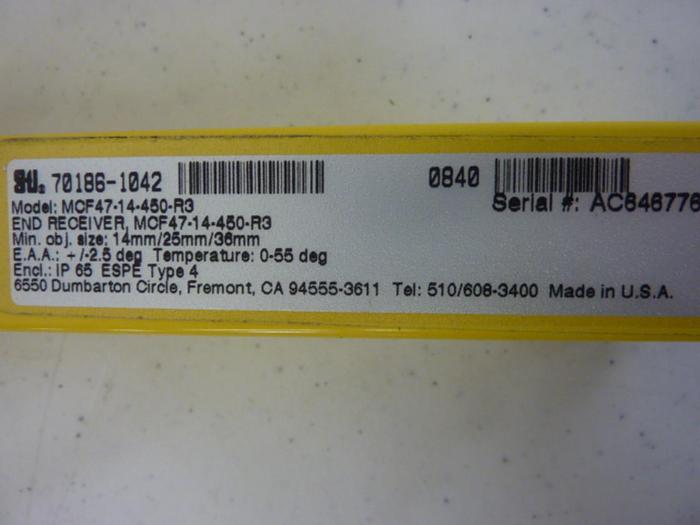 STI. 70186-1042 0840
Serial #: AC646776
Model: MCF47-14-450-R3
END RECEIVER, MCF47-14-450-R3
Min. obj. size: 14mm/25mm/36mm
E.A.A.: +/-2.5 deg Temperature: 0-55 deg
Encl.: IP 65 ESPE Type 4
6550 Dumbarton Circle, Fremont, CA 94555-3611 Tel: 510/608-3400 Made in U.S.A.